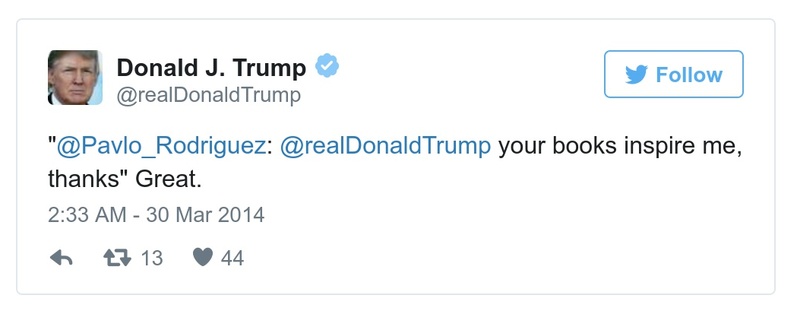 Donald J. Trump
Follow
@realDonaldTrump
"@Pavlo_Rodriguez: @realDonaldTrump your books inspire me,
thanks" Great.
2:33 AM - 30 Mar 2014
13 44